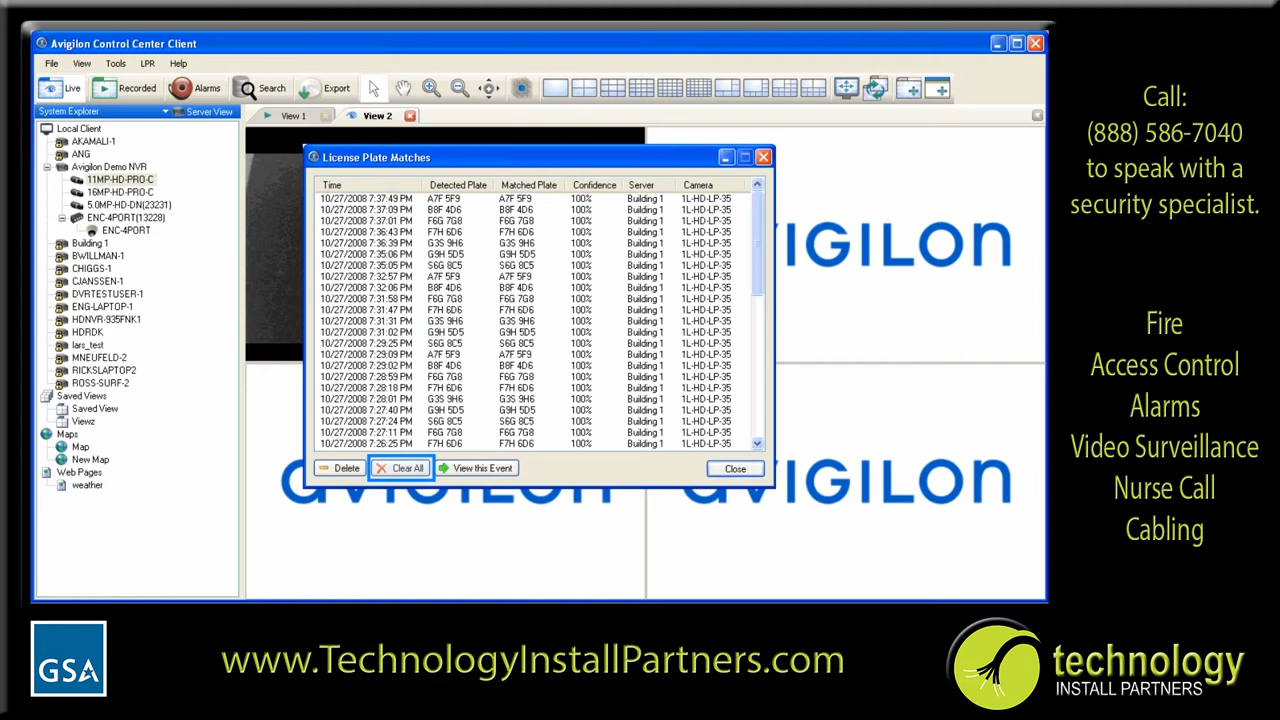 Avigilon Control Center Client
File View Tools LPR Help
Live Recorded Alarms Search Export
System Explorer Server View
View 1 View 2
Local Client
AKAMALI-1
ANG
Avigilon Demo NVR
11MP-HD-PRO-C
16MP-HD-PRO-C
5.0MP-HD-DN(23231)
ENC-4PORT(13228)
ENC-4PORT
Building 1
BWILLMAN-1
CHIGGS-1
CJANSSEN-1
DVRTESTUSER-1
ENG-LAPTOP-1
HDNVR-935FNK1
HDRDK
lars_test
MNEUFELD-2
RICKSLAPTOP2
ROSS-SURF-2
Saved Views
Saved View
Viewz
Maps
Map
New Map
Web Pages
weather
License Plate Matches
Time Detected Plate Matched Plate Confidence Server Camera
10/27/2008 7:37:49 PM A7F 5F9 A7F 5F9 100% Building 1 1L-HD-LP-35
10/27/2008 7:37:09 PM B8F 4D6 B8F 4D6 100% Building 1 1L-HD-LP-35
10/27/2008 7:37:01 PM F6G 7G8 F6G 7G8 100% Building 1 1L-HD-LP-35
10/27/2008 7:36:43 PM F7H 6D6 F7H 6D6 100% Building 1 1L-HD-LP-35
10/27/2008 7:36:39 PM G3S 9H6 G3S 9H6 100% Building 1 1L-HD-LP-35
10/27/2008 7:35:06 PM G9H 5D5 G9H 5D5 100% Building 1 1L-HD-LP-35
10/27/2008 7:35:05 PM S6G 8C5 S6G 8C5 100% Building 1 1L-HD-LP-35
10/27/2008 7:32:57 PM A7F 5F9 A7F 5F9 100% Building 1 1L-HD-LP-35
10/27/2008 7:32:06 PM B8F 4D6 B8F 4D6 100% Building 1 1L-HD-LP-35
10/27/2008 7:31:58 PM F6G 7G8 F6G 7G8 100% Building 1 1L-HD-LP-35
10/27/2008 7:31:47 PM F7H 6D6 F7H 6D6 100% Building 1 1L-HD-LP-35
10/27/2008 7:31:31 PM G3S 9H6 G3S 9H6 100% Building 1 1L-HD-LP-35
10/27/2008 7:31:02 PM G9H 5D5 G9H 5D5 100% Building 1 1L-HD-LP-35
10/27/2008 7:29:25 PM S6G 8C5 S6G 8C5 100% Building 1 1L-HD-LP-35
10/27/2008 7:29:09 PM A7F 5F9 A7F 5F9 100% Building 1 1L-HD-LP-35
10/27/2008 7:29:02 PM B8F 4D6 B8F 4D6 100% Building 1 1L-HD-LP-35
10/27/2008 7:28:59 PM F6G 7G8 F6G 7G8 100% Building 1 1L-HD-LP-35
10/27/2008 7:28:18 PM F7H 6D6 F7H 6D6 100% Building 1 1L-HD-LP-35
10/27/2008 7:28:01 PM G3S 9H6 G3S 9H6 100% Building 1 1L-HD-LP-35
10/27/2008 7:27:40 PM G9H 5D5 G9H 5D5 100% Building 1 1L-HD-LP-35
10/27/2008 7:27:24 PM S6G 8C5 S6G 8C5 100% Building 1 1L-HD-LP-35
10/27/2008 7:27:11 PM F6G 7G8 F6G 7G8 100% Building 1 1L-HD-LP-35
10/27/2008 7:26:25 PM F7H 6D6 F7H 6D6 100% Building 1 1L-HD-LP-35
Delete Clear All View this Event Close
VIGILON
aVIGILON aVIGILON
Call:
(888) 586-7040
to speak with a
security specialist.
Fire
Access Control
Alarms
Video Surveillance
Nurse Call
Cabling
GSA
www.TechnologyInstallPartners.com
technology
INSTALL PARTNERS